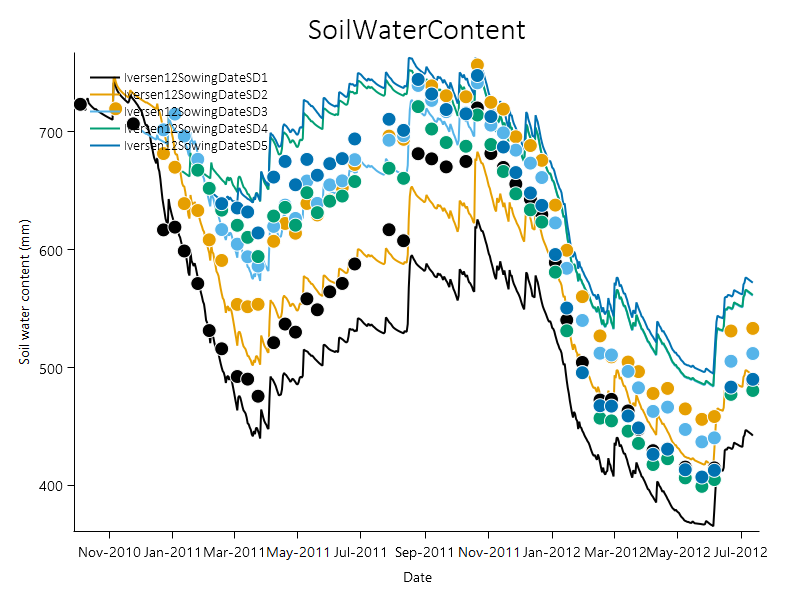 SoilWaterContent
Iversen12SowingDateSD1
Iversen12SowingDateSD2
Iversen12SowingDateSD3
Iversen12SowingDateSD4
Iversen12SowingDateSD5
700
600
500
400
Soil water content (mm)
Nov-2010 Jan-2011 Mar-2011 May-2011 Jul-2011 Sep-2011 Nov-2011 Jan-2012 Mar-2012 May-2012 Jul-2012
Date